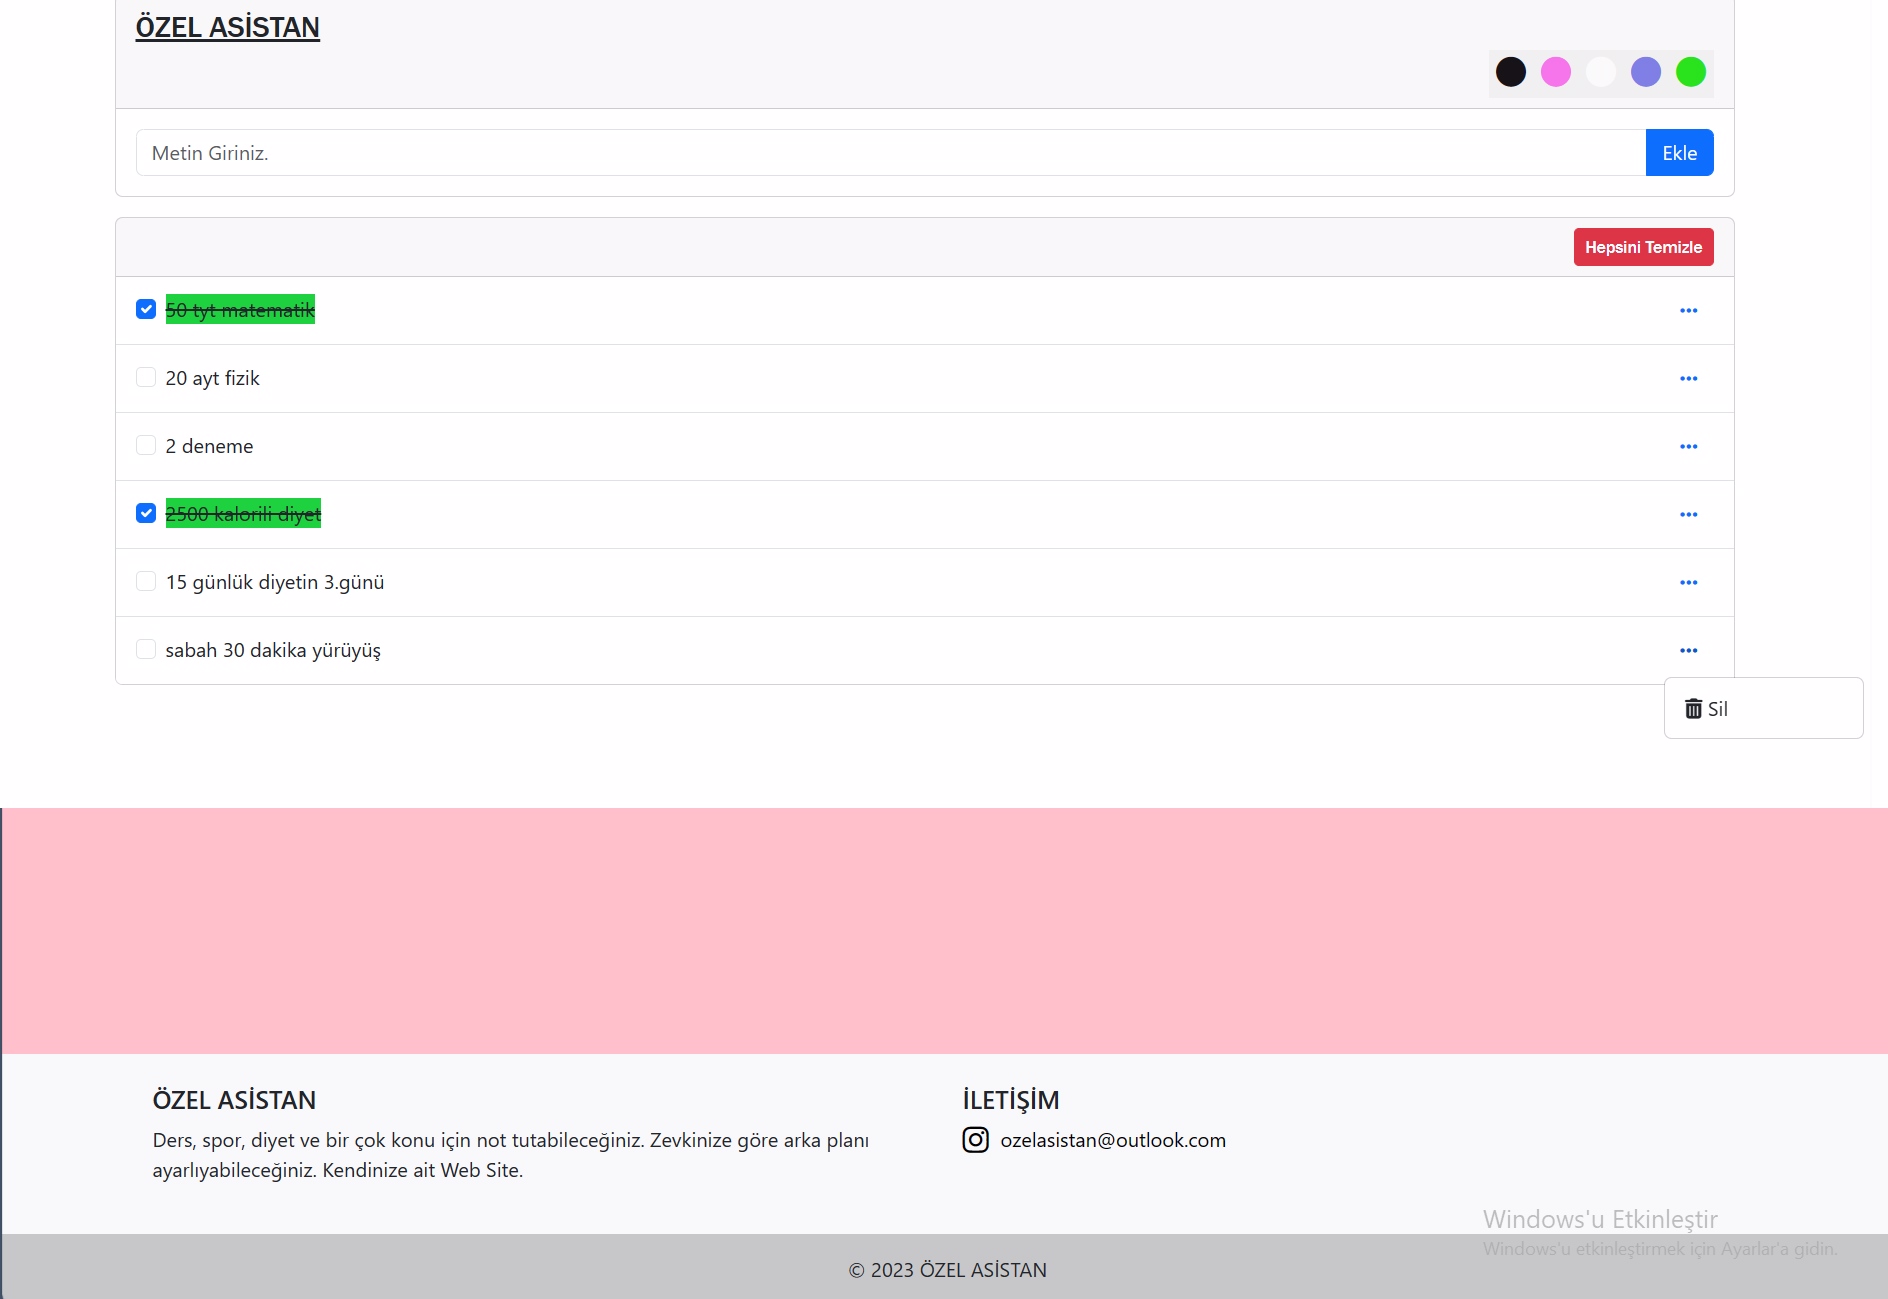 ÖZEL ASİSTAN
Metin Giriniz.
Ekle
Hepsini Temizle
50 tyt matematik
20 ayt fizik
2 deneme
2500 kalorili diyet
15 günlük diyetin 3.günü
sabah 30 dakika yürüyüş
Sil
ÖZEL ASİSTAN
Ders, spor, diyet ve bir çok konu için not tutabileceğiniz. Zevkinize göre arka planı
ayarlıyabileceğiniz. Kendinize ait Web Site.
İLETİŞİM
ozelasistan@outlook.com
Windows'u Etkinleştir
Windows'u etkinleştirmek için Ayarlar'a gidin.
© 2023 ÖZEL ASİSTAN